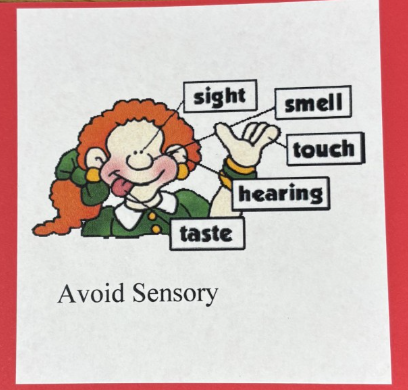 sight
smell
touch
hearing
taste
Avoid Sensory